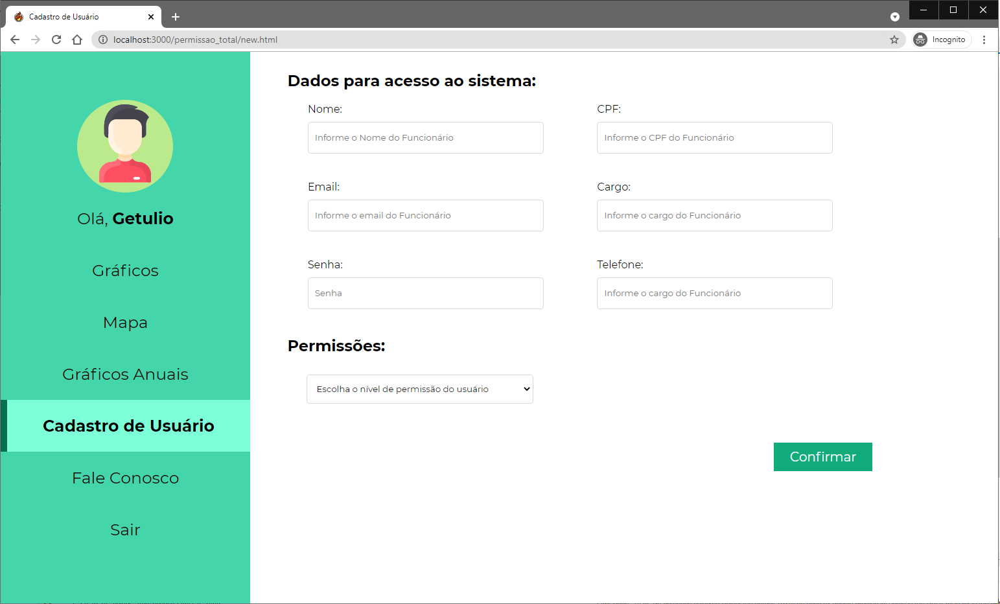 Cadastro de Usuário
localhost:3000/permissao_total/new.html
Incognito
Olá, Getulio
Gráficos
Mapa
Gráficos Anuais
Cadastro de Usuário
Fale Conosco
Sair
Dados para acesso ao sistema:
Nome:
Informe o Nome do Funcionário
CPF:
Informe o CPF do Funcionário
Email:
Informe o email do Funcionário
Cargo:
Informe o cargo do Funcionário
Senha:
Senha
Telefone:
Informe o cargo do Funcionário
Permissões:
Escolha o nível de permissão do usuário
Confirmar